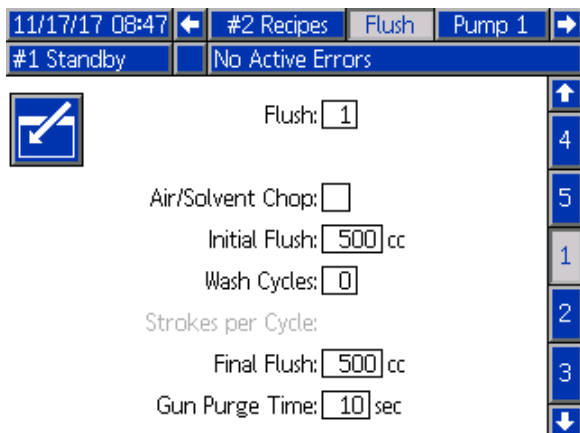 11/17/17 08:47 #2 Recipes Flush Pump 1
#1 Standby No Active Errors
Flush: 1
4
Air/Solvent Chop:
5
Initial Flush: 500 cc
1
Wash Cycles: 0
2
Strokes per Cycle:
Final Flush: 500 cc
3
Gun Purge Time: 10 sec